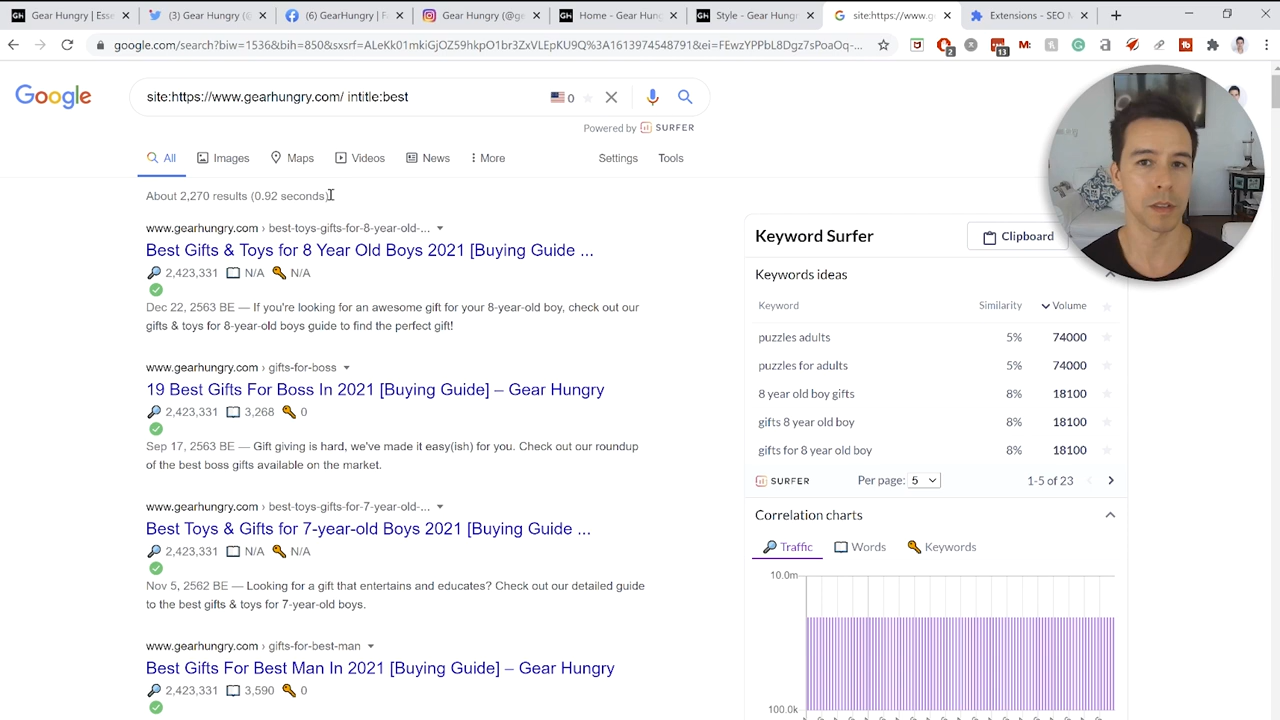 Gear Hungry | Esse
(3) Gear Hungry (@g
(6) GearHungry | Fa
Gear Hungry (@ge
Home - Gear Hung
Style - Gear Hungry
site:https://www.g
Extensions - SEO M
google.com/search?biw=1536&bih=850&sxsrf=ALeKk01mkiGjOZ59hkjO1br3ZxVLEpKU9Q%3A1613974548791&ei=FEwzYPPbL8Dgz7sPoaOq-...
2
13
Google
site:https://www.gearhungry.com/ intitle:best
0
Powered by SURFER
All
Images
Maps
Videos
News
More
Settings
Tools
About 2,270 results (0.92 seconds)
www.gearhungry.com › best-toys-gifts-for-8-year-old-...
Best Gifts & Toys for 8 Year Old Boys 2021 [Buying Guide ...
2,423,331 N/A N/A
Dec 22, 2563 BE — If you're looking for an awesome gift for your 8-year-old boy, check out our
gifts & toys for 8-year-old boys guide to find the perfect gift!
www.gearhungry.com › gifts-for-boss
19 Best Gifts For Boss In 2021 [Buying Guide] – Gear Hungry
2,423,331 3,268 0
Sep 17, 2563 BE — Gift giving is hard, we've made it easy(ish) for you. Check out our roundup
of the best boss gifts available on the market.
www.gearhungry.com › best-toys-gifts-for-7-year-old-...
Best Toys & Gifts for 7-year-old Boys 2021 [Buying Guide ...
2,423,331 N/A N/A
Nov 5, 2562 BE — Looking for a gift that entertains and educates? Check out our detailed guide
to the best gifts & toys for 7-year-old boys.
www.gearhungry.com › gifts-for-best-man
Best Gifts For Best Man In 2021 [Buying Guide] – Gear Hungry
2,423,331 3,590 0
Keyword Surfer
Clipboard
Keywords ideas
Keyword Similarity Volume
puzzles adults 5% 74000
puzzles for adults 5% 74000
8 year old boy gifts 8% 18100
gifts 8 year old boy 8% 18100
gifts for 8 year old boy 8% 18100
SURFER Per page: 5 1-5 of 23
Correlation charts
Traffic Words Keywords
10.0m
100.0k